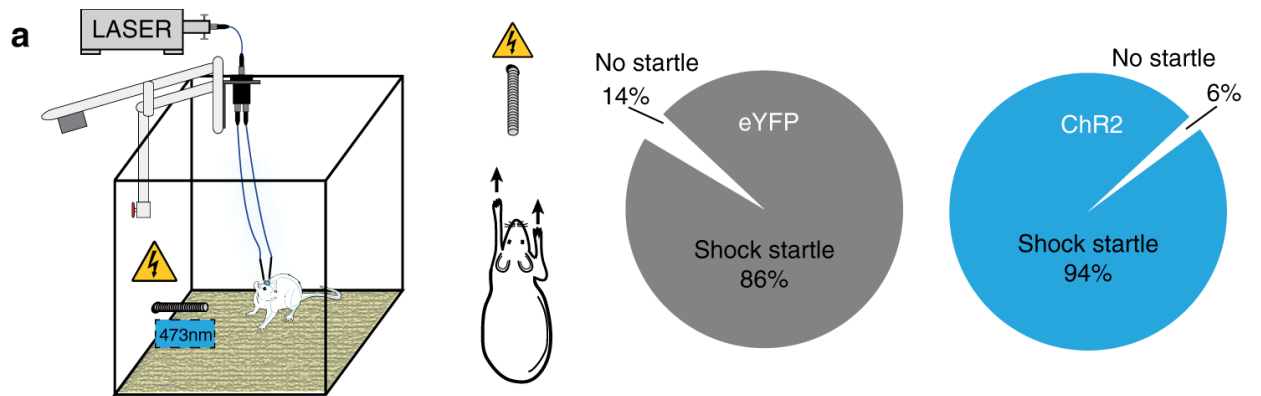 a
LASER
473nm
No startle
14%
eYFP
Shock startle
86%
No startle
6%
ChR2
Shock startle
94%